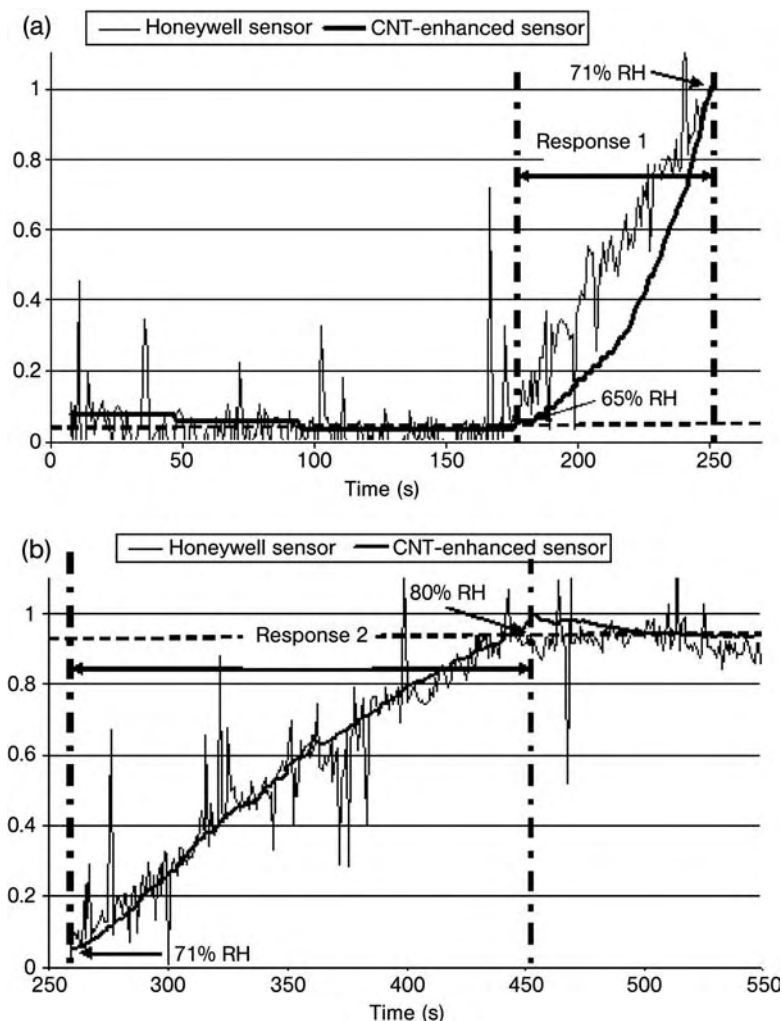 (a)
Honeywell sensor CNT-enhanced sensor
71% RH
1
Response 1
0.8
0.6
0.4
0.2
65% RH
0
0 50 100 150 200 250
Time (s)
(b)
Honeywell sensor CNT-enhanced sensor
80% RH
1
Response 2
0.8
0.6
0.4
0.2
71% RH
0
250 300 350 400 450 500 550
Time (s)